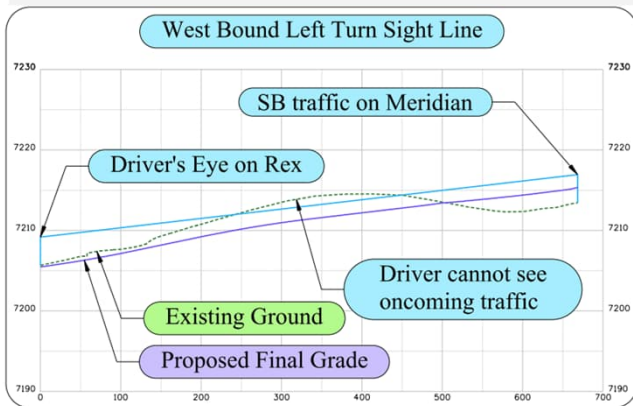 West Bound Left Turn Sight Line
7230
7230
SB traffic on Meridian
7220
7220
Driver's Eye on Rex
7210
7210
Driver cannot see
oncoming traffic
7200
Existing Ground
7200
Proposed Final Grade
7190
7190
0
100
200
300
400
500
600
700